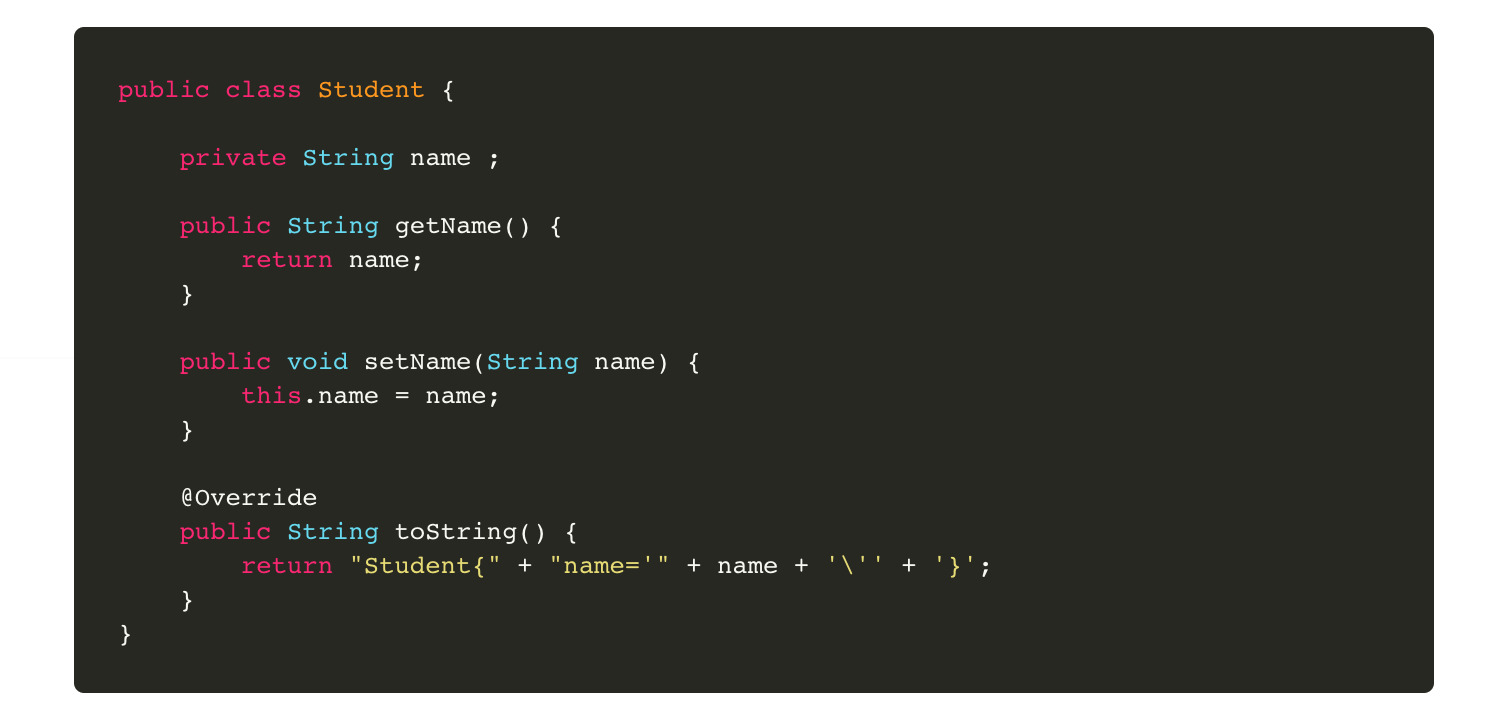 public class Student {
    private String name ;
    public String getName() {
        return name;
    }
    public void setName(String name) {
        this.name = name;
    }
    @Override
    public String toString() {
        return "Student{" + "name='" + name + '\'' + '}';
    }
}